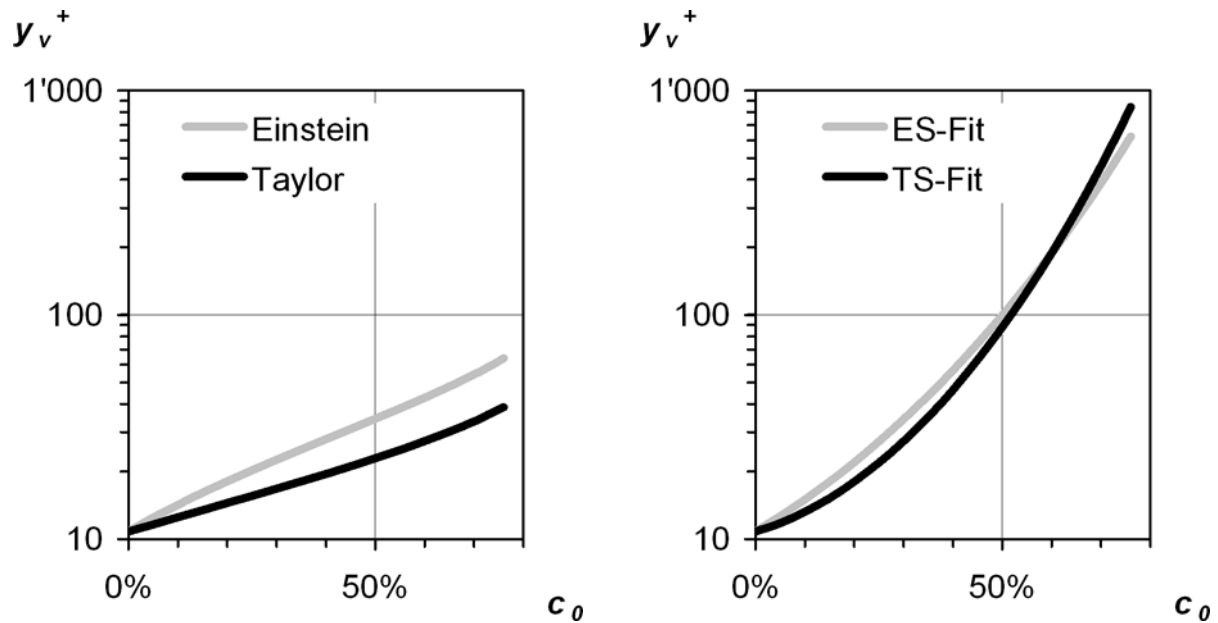 y_v^+
1'000
Einstein
Taylor
100
10
0%
50%
c_0
y_v^+
1'000
ES-Fit
TS-Fit
100
10
0%
50%
c_0